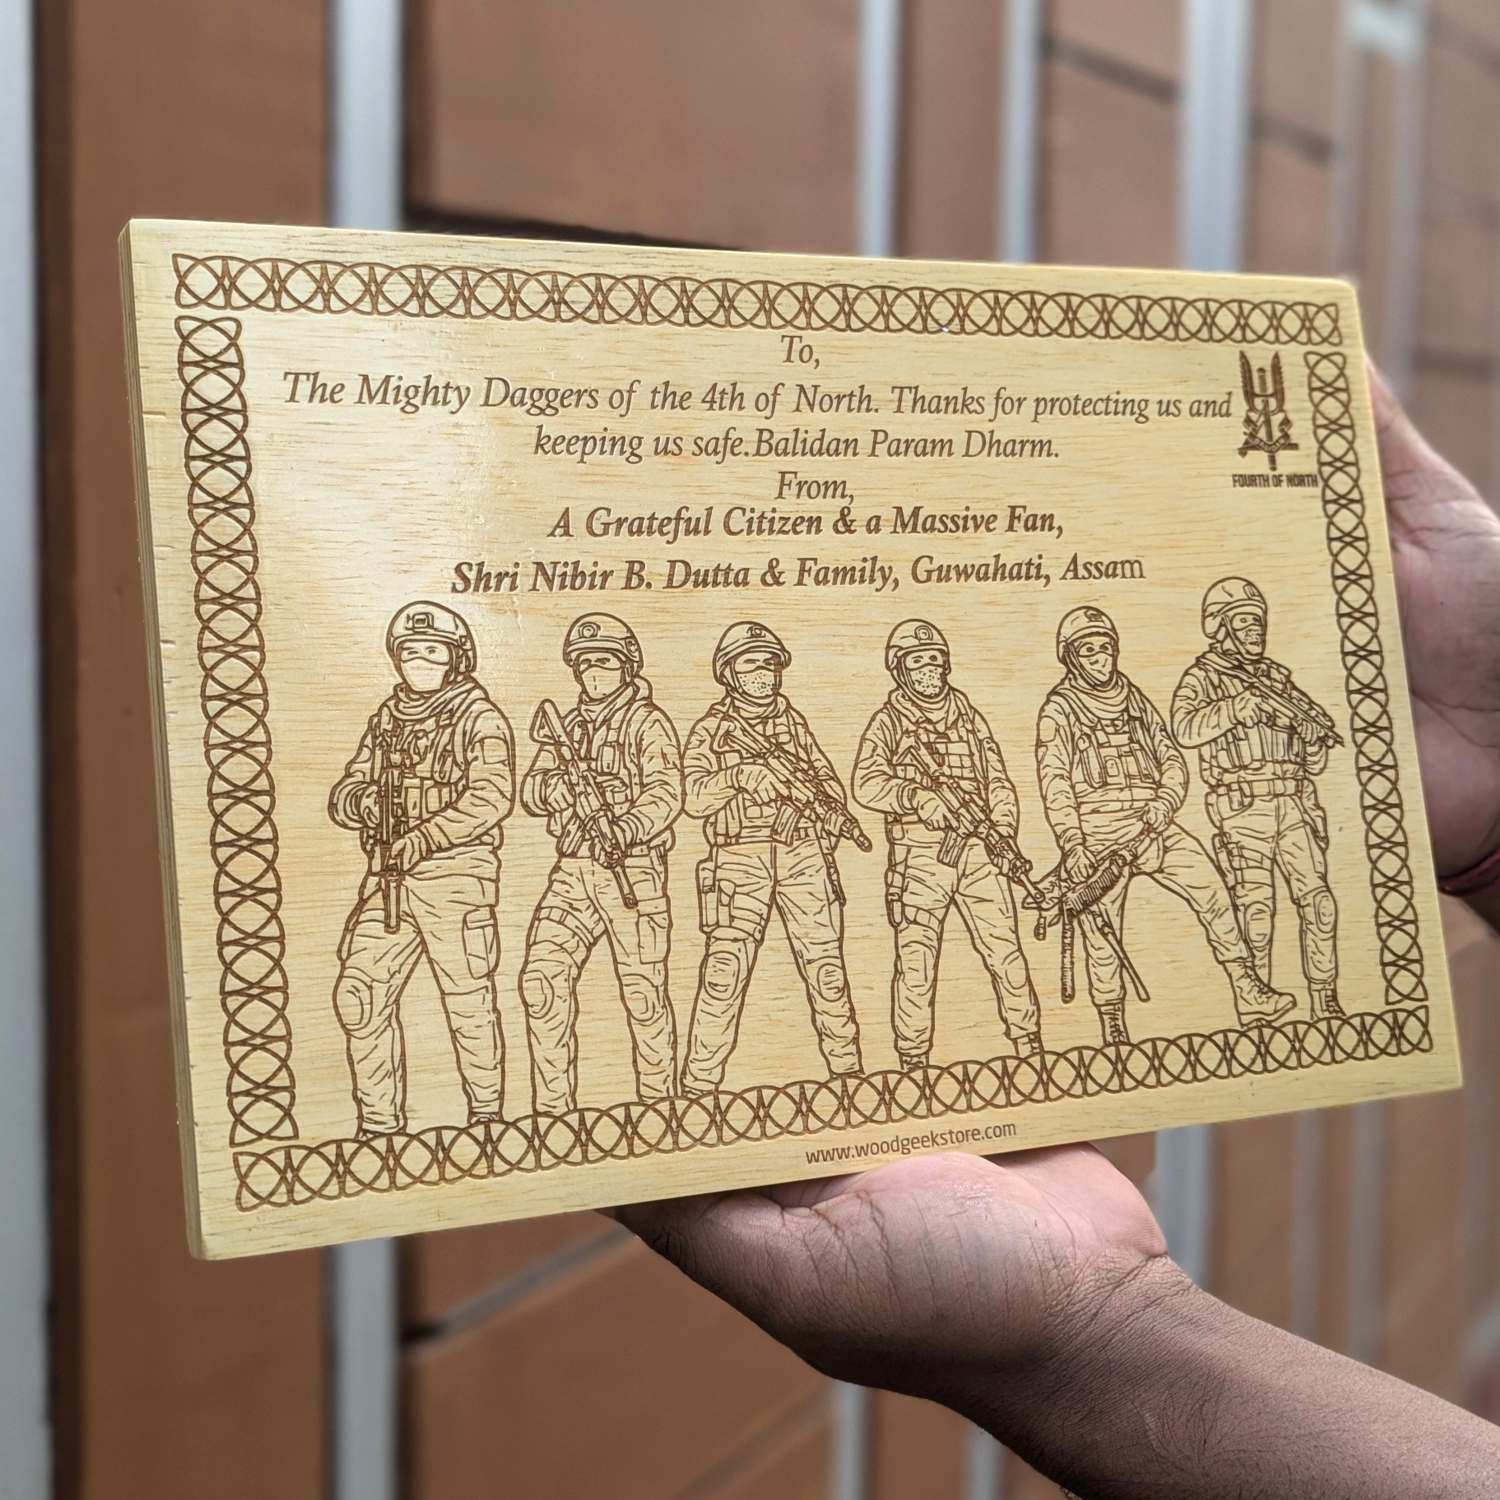 To,
The Mighty Daggers of the 4th of North. Thanks for protecting us and
keeping us safe.Balidan Param Dharm.
From,
A Grateful Citizen & a Massive Fan,
Shri Nibir B. Dutta & Family, Guwahati, Assam
FOURTH OF NORTH
www.woodgeekstore.com